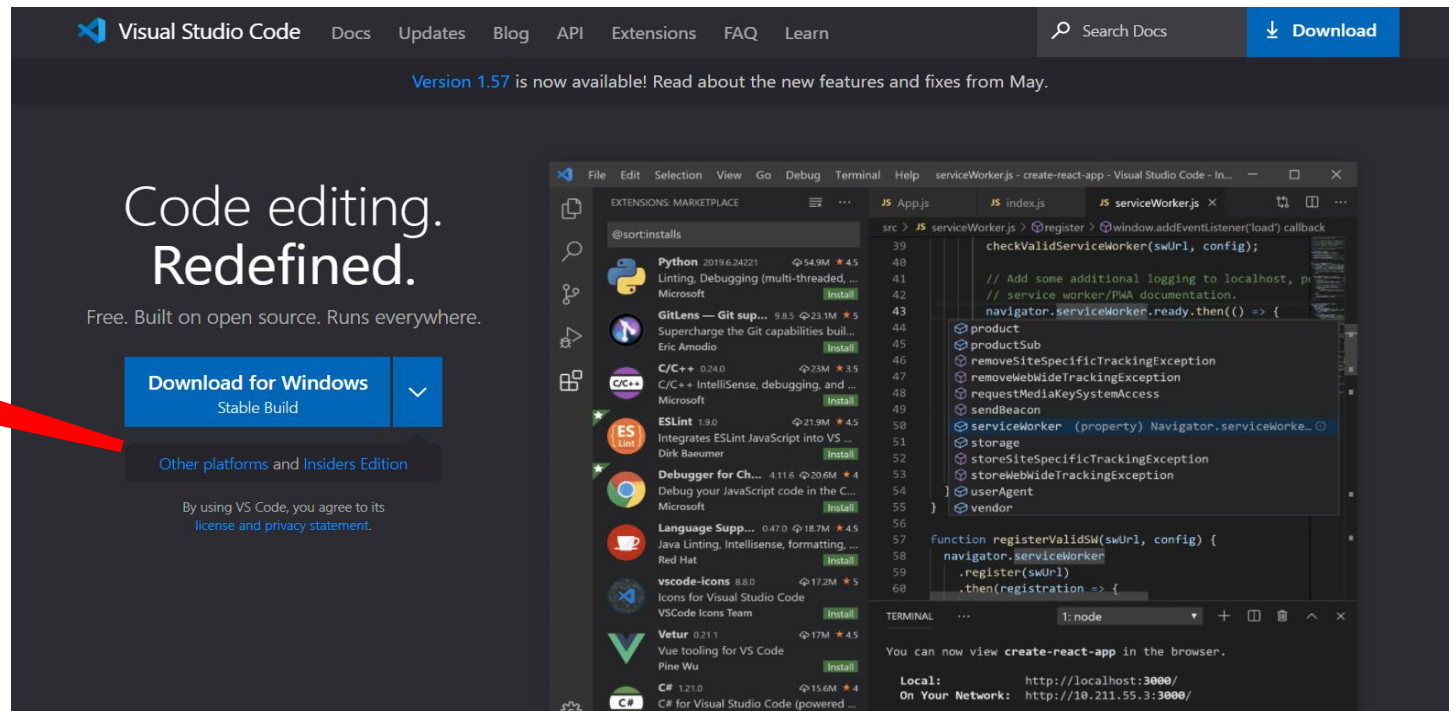 Visual Studio Code Docs Updates Blog API Extensions FAQ Learn Search Docs Download
Version 1.57 is now available! Read about the new features and fixes from May.
Code editing.
Redefined.
Free. Built on open source. Runs everywhere.
Download for Windows
Stable Build
Other platforms and Insiders Edition
By using VS Code, you agree to its
license and privacy statement.
File Edit Selection View Go Debug Terminal Help serviceWorker.js - create-react-app - Visual Studio Code - In...
EXTENSIONS: MARKETPLACE
@sort:installs
Python 2019.6.24221 54.9M ★ 4.5
Linting, Debugging (multi-threaded, ...
Microsoft Install
GitLens — Git sup... 9.8.5 23.1M ★ 5
Supercharge the Git capabilities buil...
Eric Amodio Install
C/C++ 0.24.0 23M ★ 3.5
C/C++ IntelliSense, debugging, and ...
Microsoft Install
ESLint 1.9.0 21.9M ★ 4.5
Integrates ESLint JavaScript into VS ...
Dirk Baeumer Install
Debugger for Ch... 4.11.6 20.6M ★ 4
Debug your JavaScript code in the C...
Microsoft Install
Language Supp... 0.47.0 18.7M ★ 4.5
Java Linting, Intellisense, formatting, ...
Red Hat Install
vscode-icons 8.8.0 17.2M ★ 5
Icons for Visual Studio Code
VSCode Icons Team Install
Vetur 0.21.1 17M ★ 4.5
Vue tooling for VS Code
Pine Wu Install
C# 1.21.0 15.6M ★ 4
C# for Visual Studio Code (powered ...
C/C++
ES
Lint
C#
JS App.js JS index.js JS serviceWorker.js
src > JS serviceWorker.js > register > window.addEventListener('load') callback
39 checkValidServiceWorker(swUrl, config);
40
41 // Add some additional logging to localhost, p
42 // service worker/PWA documentation.
43 navigator.serviceWorker.ready.then(() => {
44 product
45 productSub
46 removeSiteSpecificTrackingException
47 removeWebWideTrackingException
48 requestMediaKeySystemAccess
49 sendBeacon
50 serviceWorker (property) Navigator.serviceWorke...
51 storage
52 storeSiteSpecificTrackingException
53 storeWebWideTrackingException
54 ] userAgent
55 } vendor
56
57 function registerValidSW(swUrl, config) {
58 navigator.serviceWorker
59 .register(swUrl)
60 .then(registration => {
TERMINAL ... 1: node
You can now view create-react-app in the browser.
Local: http://localhost:3000/
On Your Network: http://10.211.55.3:3000/